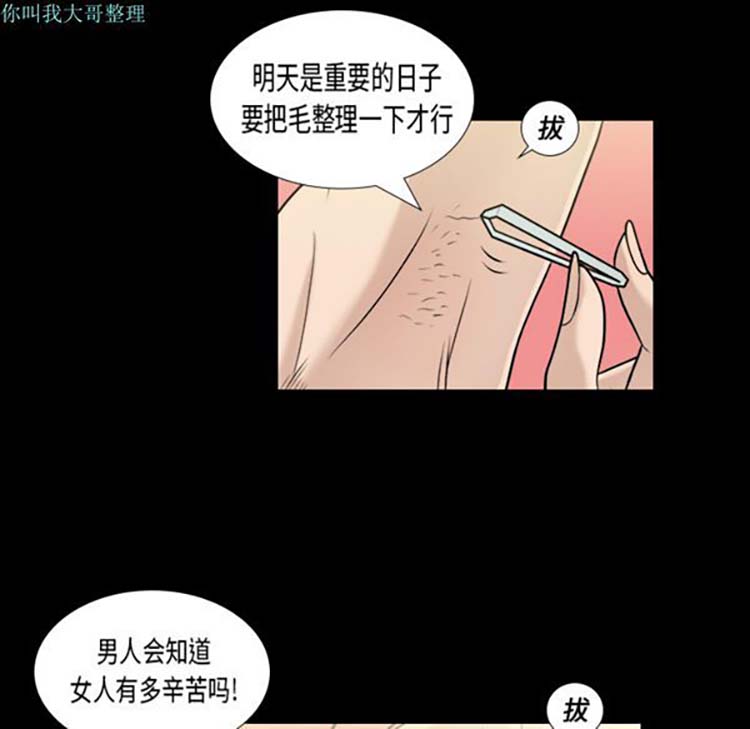 你叫我大哥整理
明天是重要的日子
要把毛整理一下才行
拔
男人会知道
女人有多辛苦吗!
拔